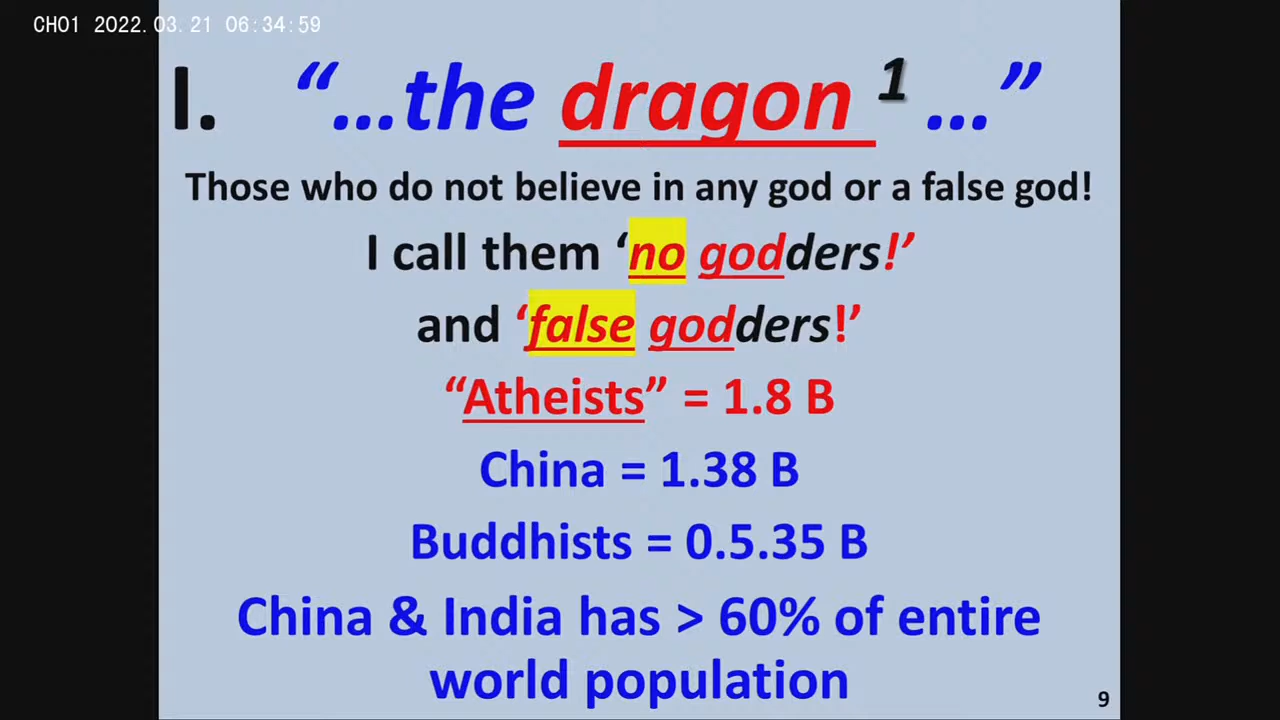 CH01 2022.03.21 06:34:59
I. “...the dragon 1 ...”
Those who do not believe in any god or a false god!
I call them ‘no godders!’
and ‘false godders!’
“Atheists” = 1.8 B
China = 1.38 B
Buddhists = 0.5.35 B
China & India has > 60% of entire
world population
9